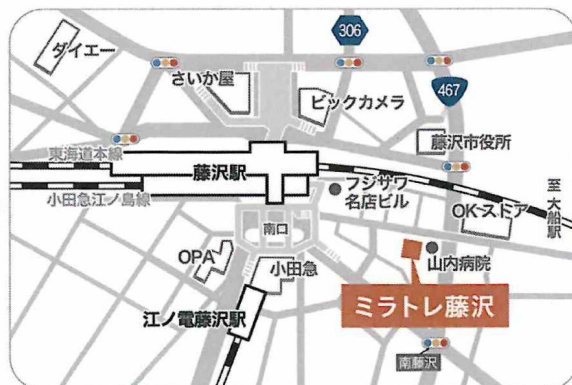 306
ダイエー
さいか屋
ビックカメラ
467
藤沢市役所
東海道本線
藤沢駅
小田急江ノ島線
フジサワ
名店ビル
OKストア
至 大船駅
南口
OPA
小田急
山内病院
ミラトレ藤沢
江ノ電藤沢駅
南藤沢